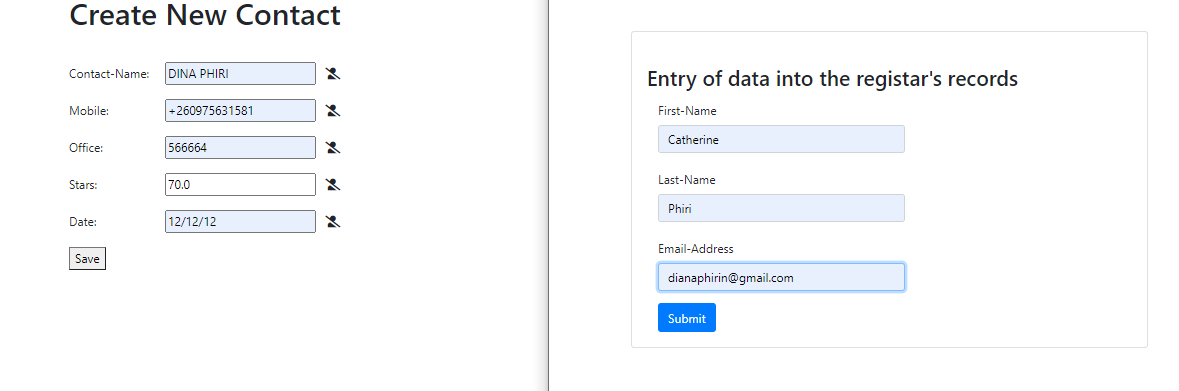 Create New Contact
Contact-Name: DINA PHIRI
Mobile: +260975631581
Office: 566664
Stars: 70.0
Date: 12/12/12
Save
Entry of data into the registar's records
First-Name
Catherine
Last-Name
Phiri
Email-Address
dianaphirin@gmail.com
Submit